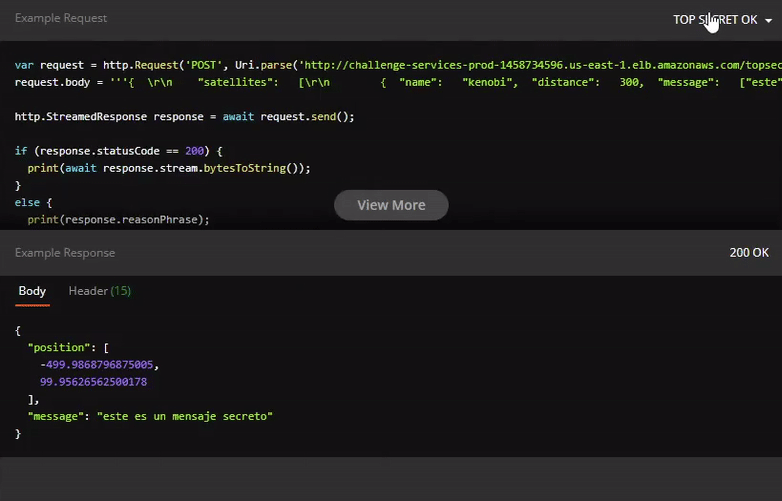 Example Request
TOP SECRET OK
var request = http.Request('POST', Uri.parse('http://challenge-services-prod-1458734596.us-east-1.elb.amazonaws.com/topsec
request.body = '''{ \r\n "satellites": [\r\n { "name": "kenobi", "distance": 300, "message": ["este"
http.StreamedResponse response = await request.send();
if (response.statusCode == 200) {
print(await response.stream.bytesToString());
}
else {
print(response.reasonPhrase);
View More
Example Response
200 OK
Body Header (15)
{
"position": [
-499.9868796875005,
99.95626562500178
],
"message": "este es un mensaje secreto"
}